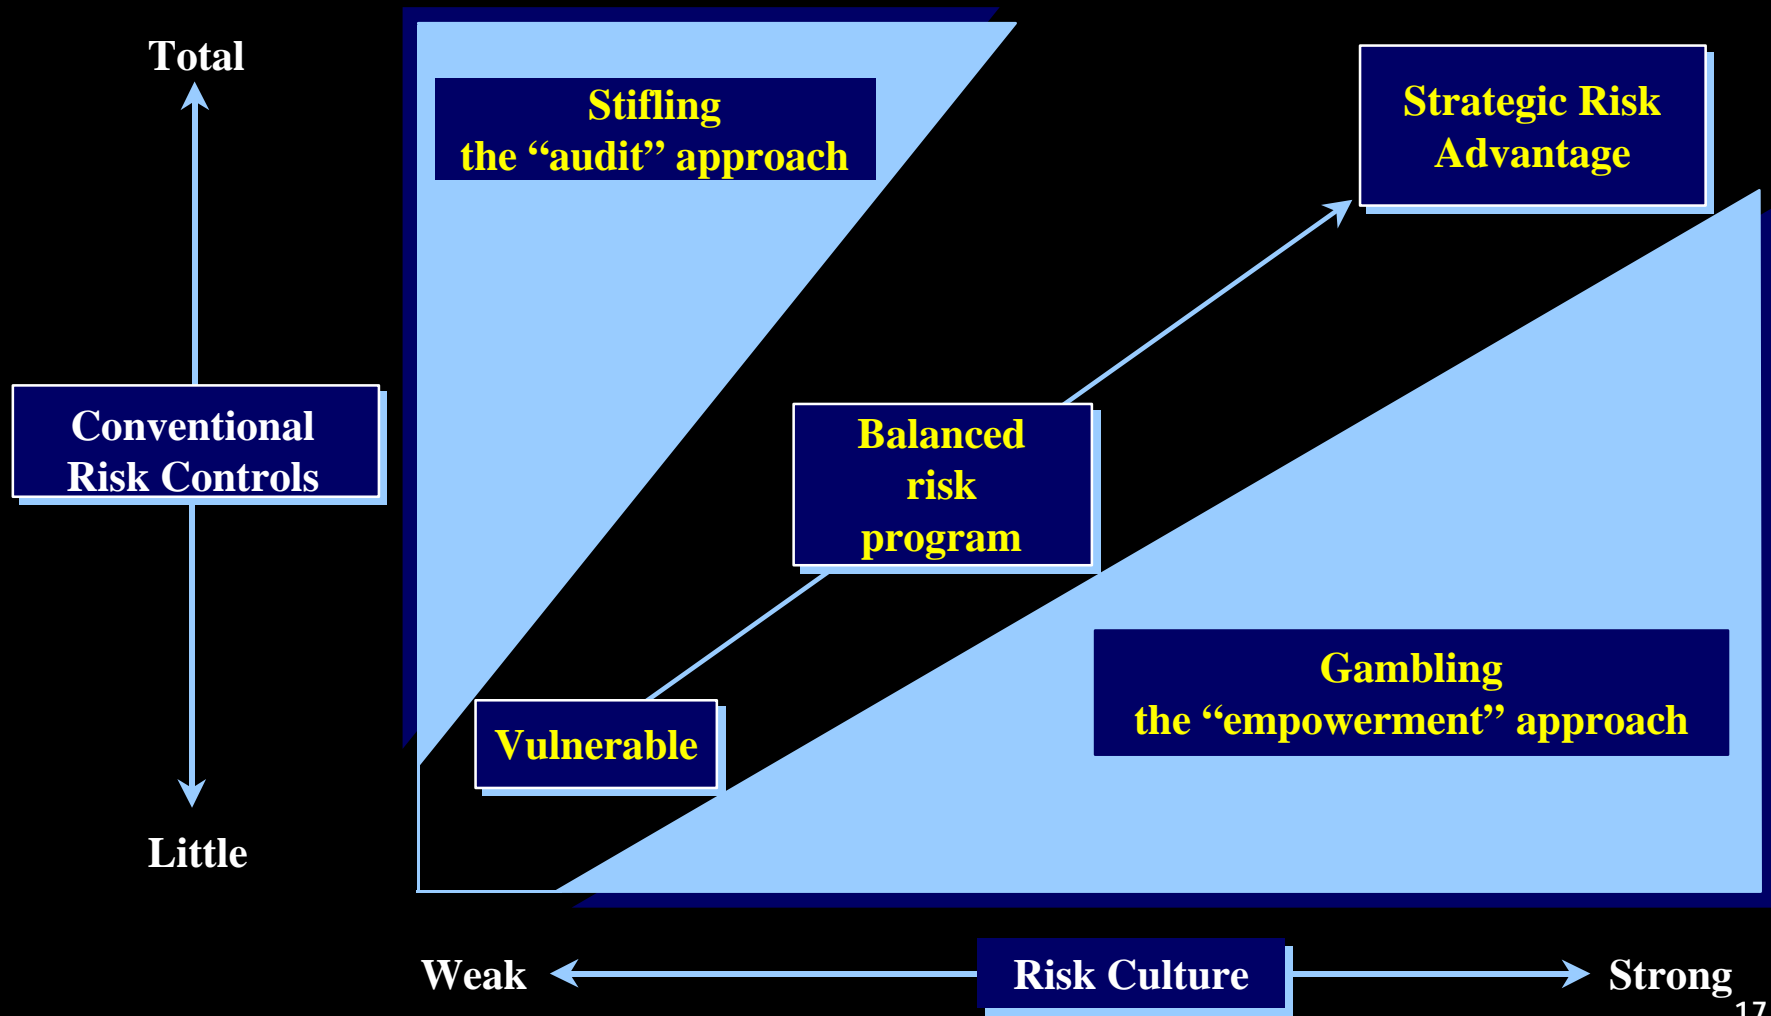 Total
Stifling
the “audit” approach
Strategic Risk
Advantage
Conventional
Risk Controls
Balanced
risk
program
Gambling
the “empowerment” approach
Vulnerable
Little
Weak
Risk Culture
Strong
17